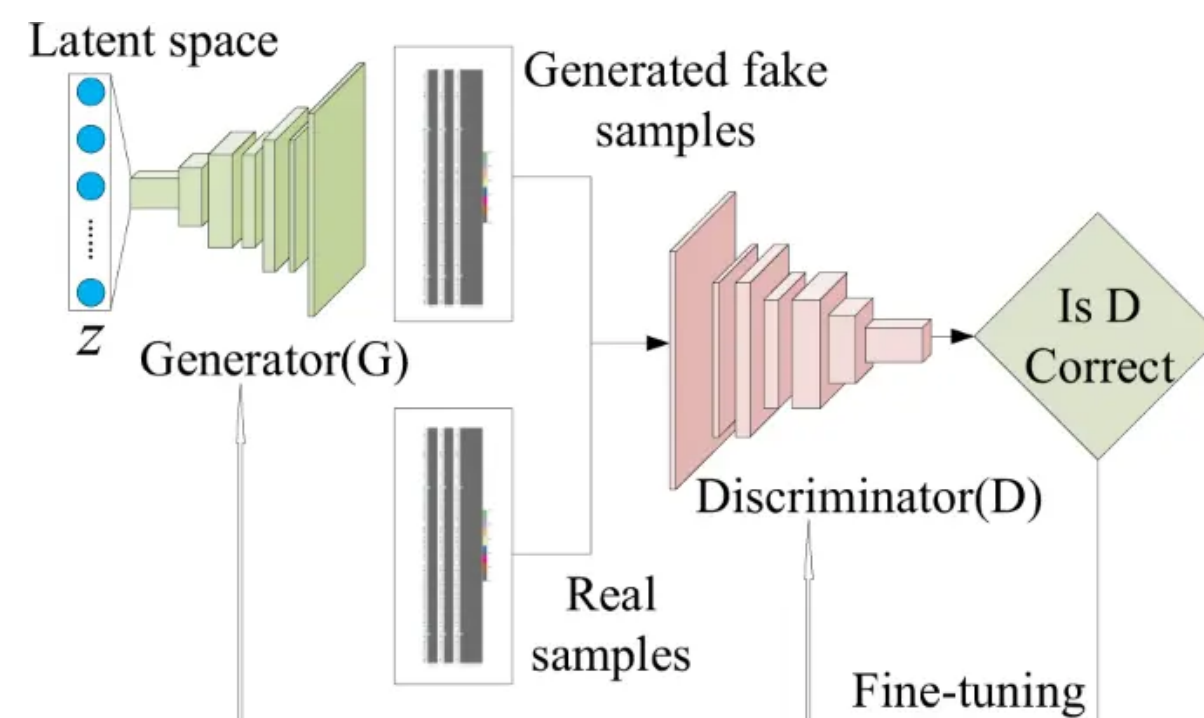 Latent space
z
Generator(G)
Generated fake
samples
Real
samples
Discriminator(D)
Is D
Correct
Fine-tuning